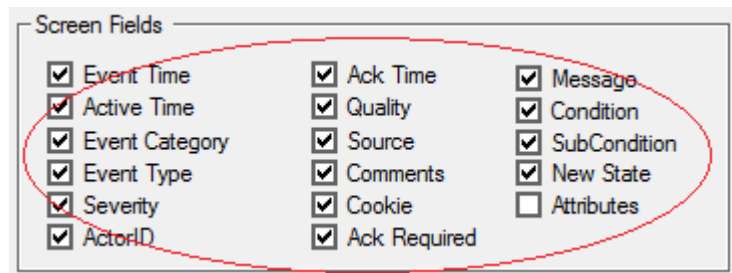 Screen Fields
Event Time
Active Time
Event Category
Event Type
Severity
ActorID
Ack Time
Quality
Source
Comments
Cookie
Ack Required
Message
Condition
SubCondition
New State
Attributes